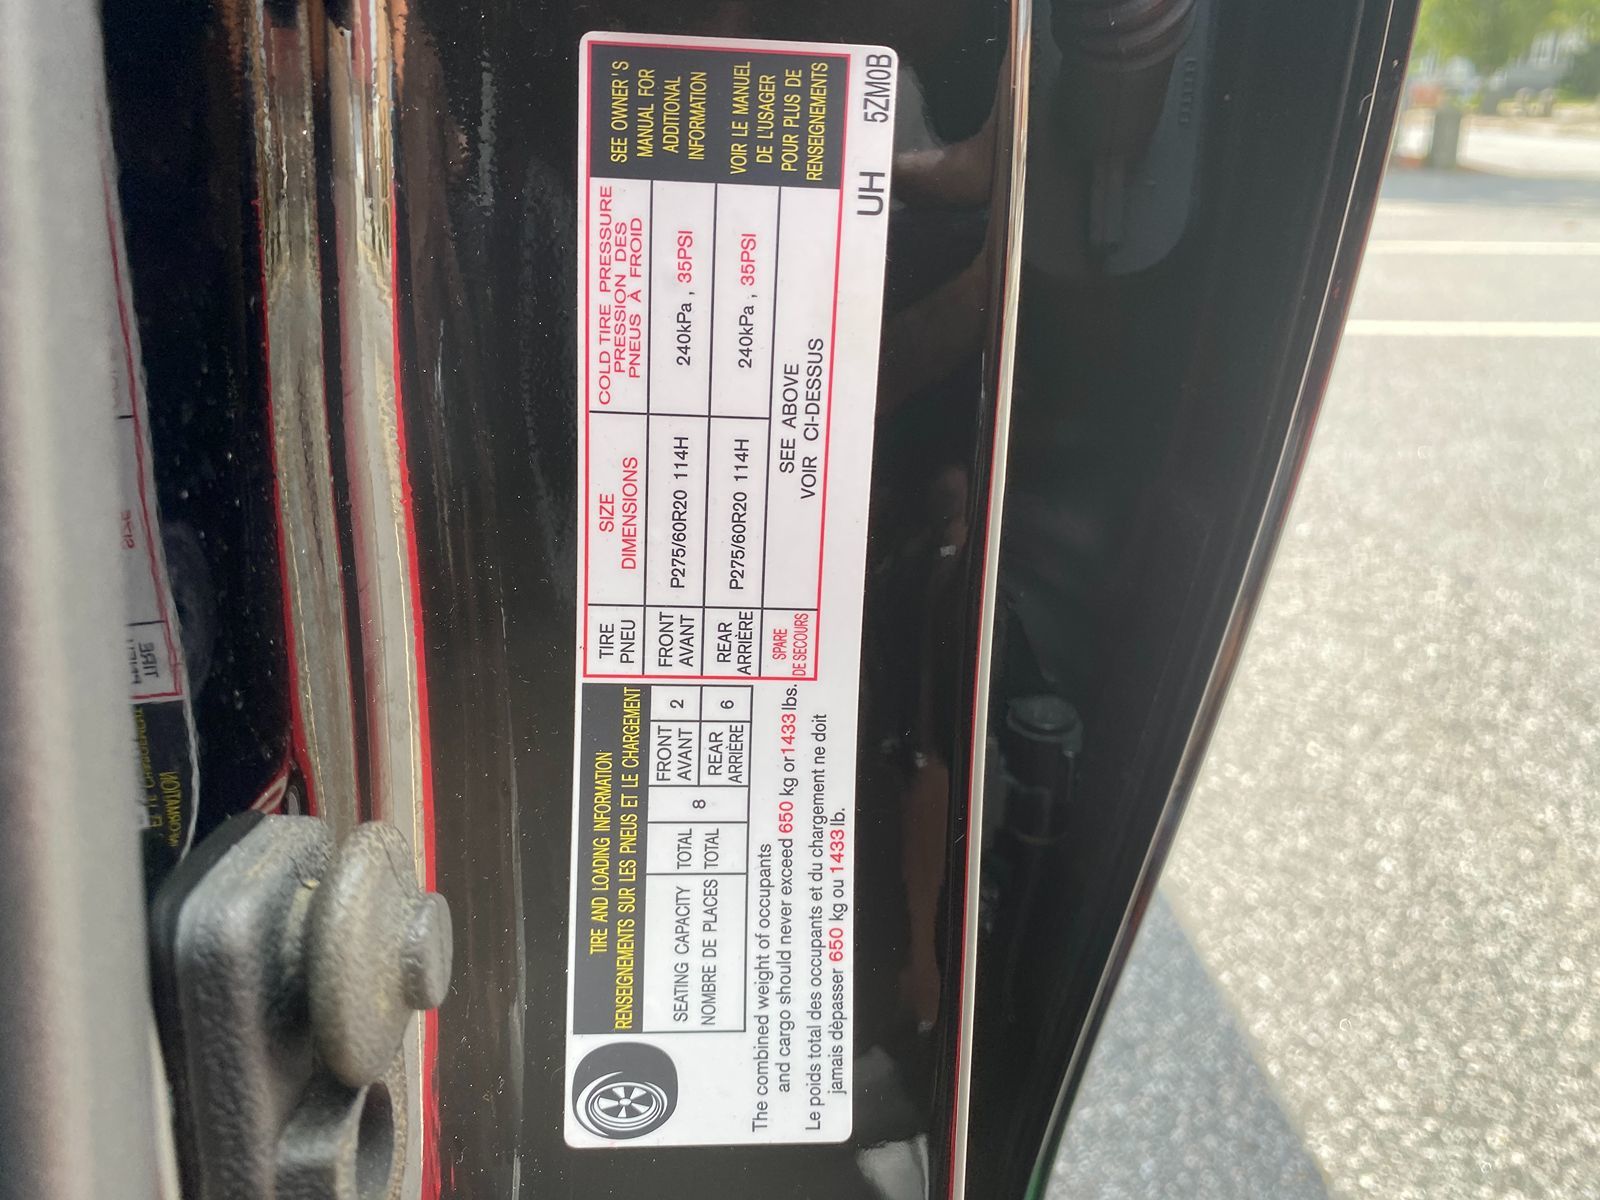 TIRE AND LOADING INFORMATION
RENSEIGNEMENTS SUR LES PNEUS ET LE CHARGEMENT
SEATING CAPACITY
NOMBRE DE PLACES
TOTAL
TOTAL
8
FRONT
AVANT
2
REAR
ARRIÈRE
6
The combined weight of occupants
and cargo should never exceed 650 kg or 1433 lbs.
Le poids total des occupants et du chargement ne doit
jamais dépasser 650 kg ou 1433 lb.
TIRE
PNEU
SIZE
DIMENSIONS
COLD TIRE PRESSURE
PRESSION DES
PNEUS À FROID
FRONT
AVANT
P275/60R20 114H
240kPa , 35PSI
REAR
ARRIÈRE
P275/60R20 114H
240kPa , 35PSI
SPARE
DE SECOURS
SEE ABOVE
VOIR CI-DESSUS
SEE OWNER'S
MANUAL FOR
ADDITIONAL
INFORMATION
VOIR LE MANUEL
DE L'USAGER
POUR PLUS DE
RENSEIGNEMENTS
UH 5ZM0B